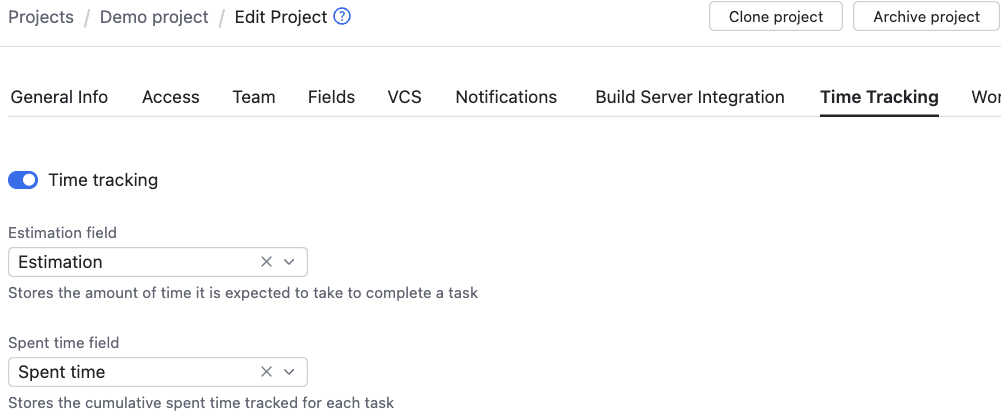 Projects / Demo project / Edit Project ? Clone project Archive project
General Info Access Team Fields VCS Notifications Build Server Integration Time Tracking Wor
Time tracking
Estimation field
Estimation
Stores the amount of time it is expected to take to complete a task
Spent time field
Spent time
Stores the cumulative spent time tracked for each task